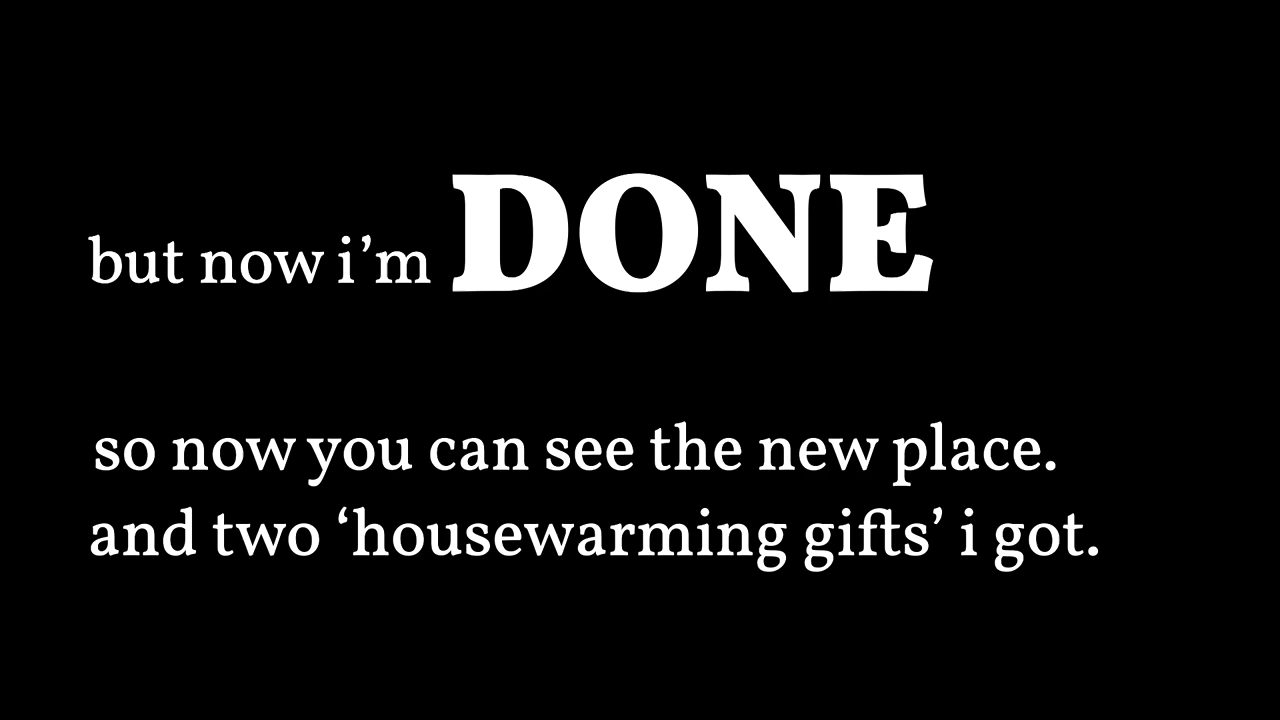 but now i’m DONE
so now you can see the new place.
and two ‘housewarming gifts’ i got.